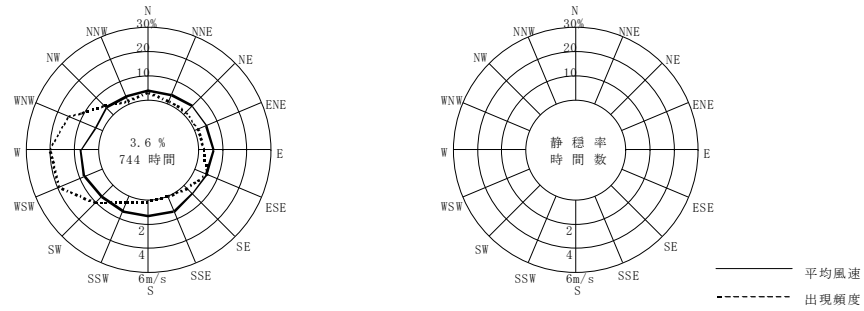 N
30%
NNW
NNE
20
NW
NE
10
WNW
ENE
3.6 %
744 時間
W
E
WSW
ESE
2
SW
SE
4
SSW
SSE
6m/s
S
N
30%
NNW
NNE
20
NW
NE
10
WNW
ENE
静 穏 率
時 間 数
W
E
WSW
ESE
2
SW
SE
4
SSW
SSE
6m/s
S
平均風速
出現頻度